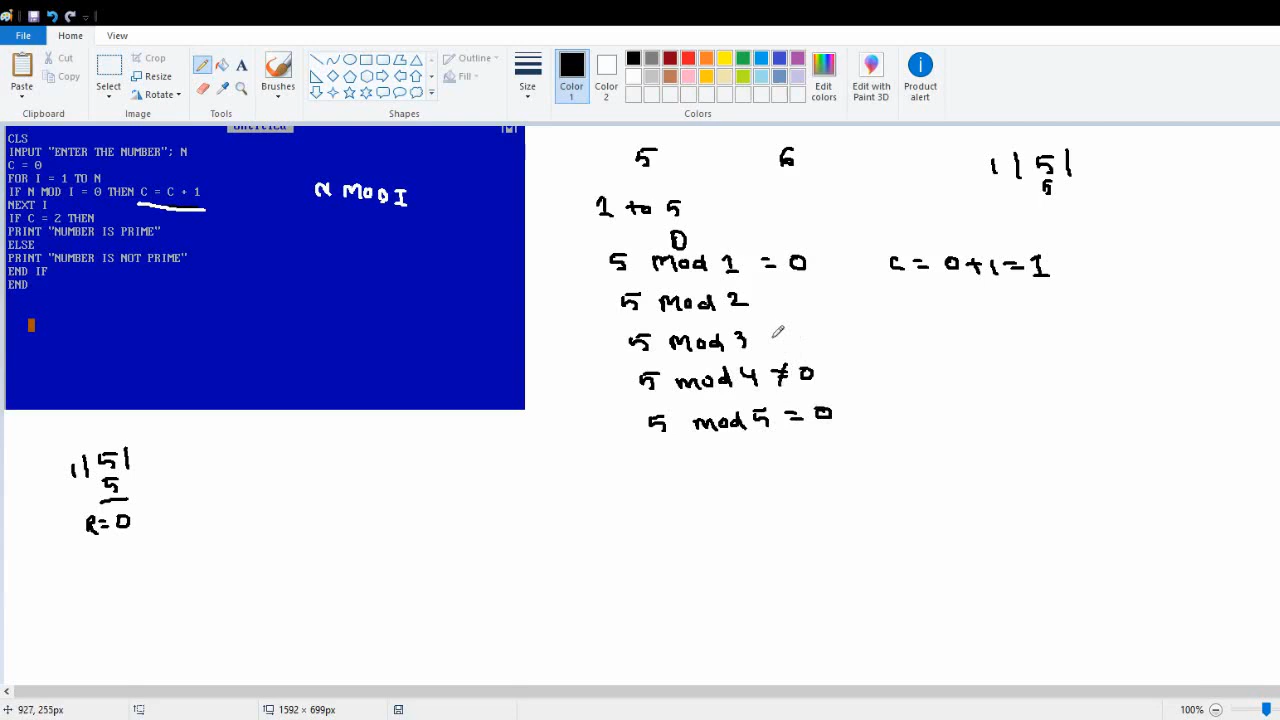 File Home View
Cut
Copy
Paste
Clipboard
Select
Crop
Resize
Rotate
Image
A
Tools
Brushes
Shapes
Outline
Fill
Size
Color 1
Color 2
Edit colors
Colors
Edit with Paint 3D
Product alert
Untitled
CLS
INPUT "ENTER THE NUMBER"; N
C = 0
FOR I = 1 TO N
IF N MOD I = 0 THEN C = C + 1
NEXT I
IF C = 2 THEN
PRINT "NUMBER IS PRIME"
ELSE
PRINT "NUMBER IS NOT PRIME"
END IF
END
N MOD I
5 6
1 to 5
0
5 mod 1 = 0
5 mod 2
5 mod 3
5 mod 4 ≠ 0
5 mod 5 = 0
1|5|
5
C = 0+1=1
1|5|
5
R=0
927, 255px
1592 × 699px
100%